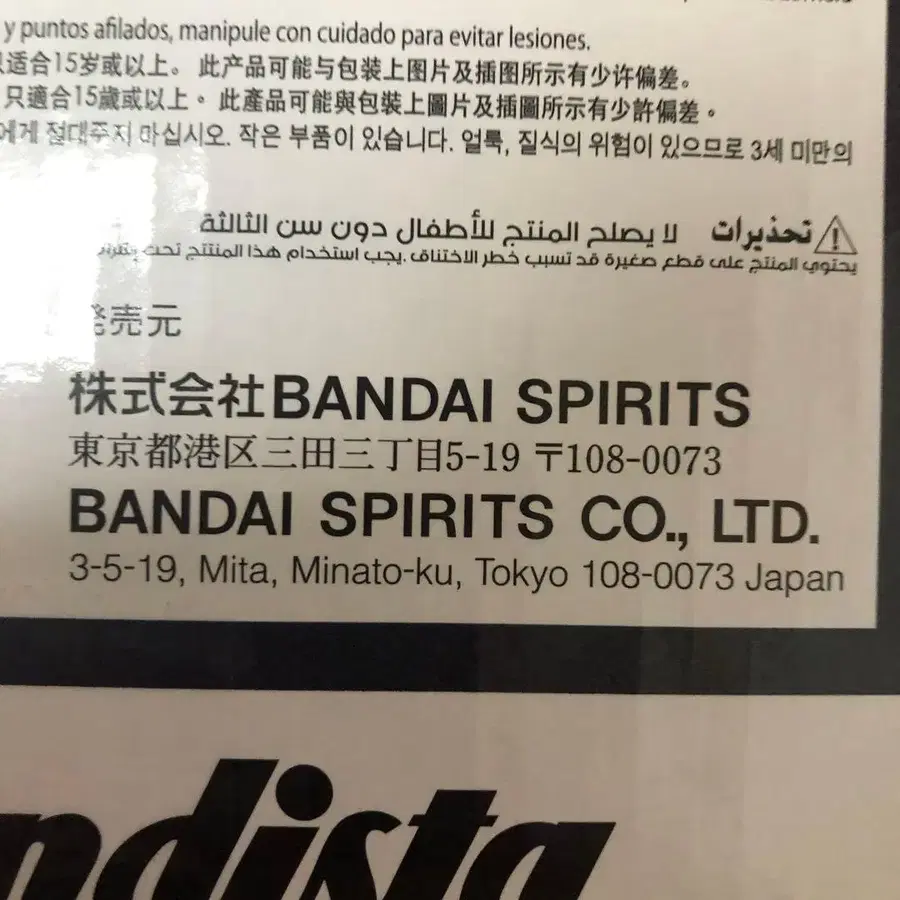 y puntos afilados, manipule con cuidado para evitar lesiones.
适合15岁或以上。 此产品可能与包装上图片及插图所示有少许偏差。
只適合15歲或以上。 此產品可能與包裝上圖片及插圖所示有少許偏差。
에게 절대주지 마십시오. 작은 부품이 있습니다. 얼룩, 질식의 위험이 있으므로 3세 미만의
⚠ تحذيرات لا يصلح المنتج للأطفال دون سن الثالثة
يحتوي المنتج على قطع صغيرة قد تسبب خطر الاختناق .يجب استخدام هذا المنتج تحت
発売元
株式会社BANDAI SPIRITS
東京都港区三田三丁目5-19 〒108-0073
BANDAI SPIRITS CO., LTD.
3-5-19, Mita, Minato-ku, Tokyo 108-0073 Japan
ndista